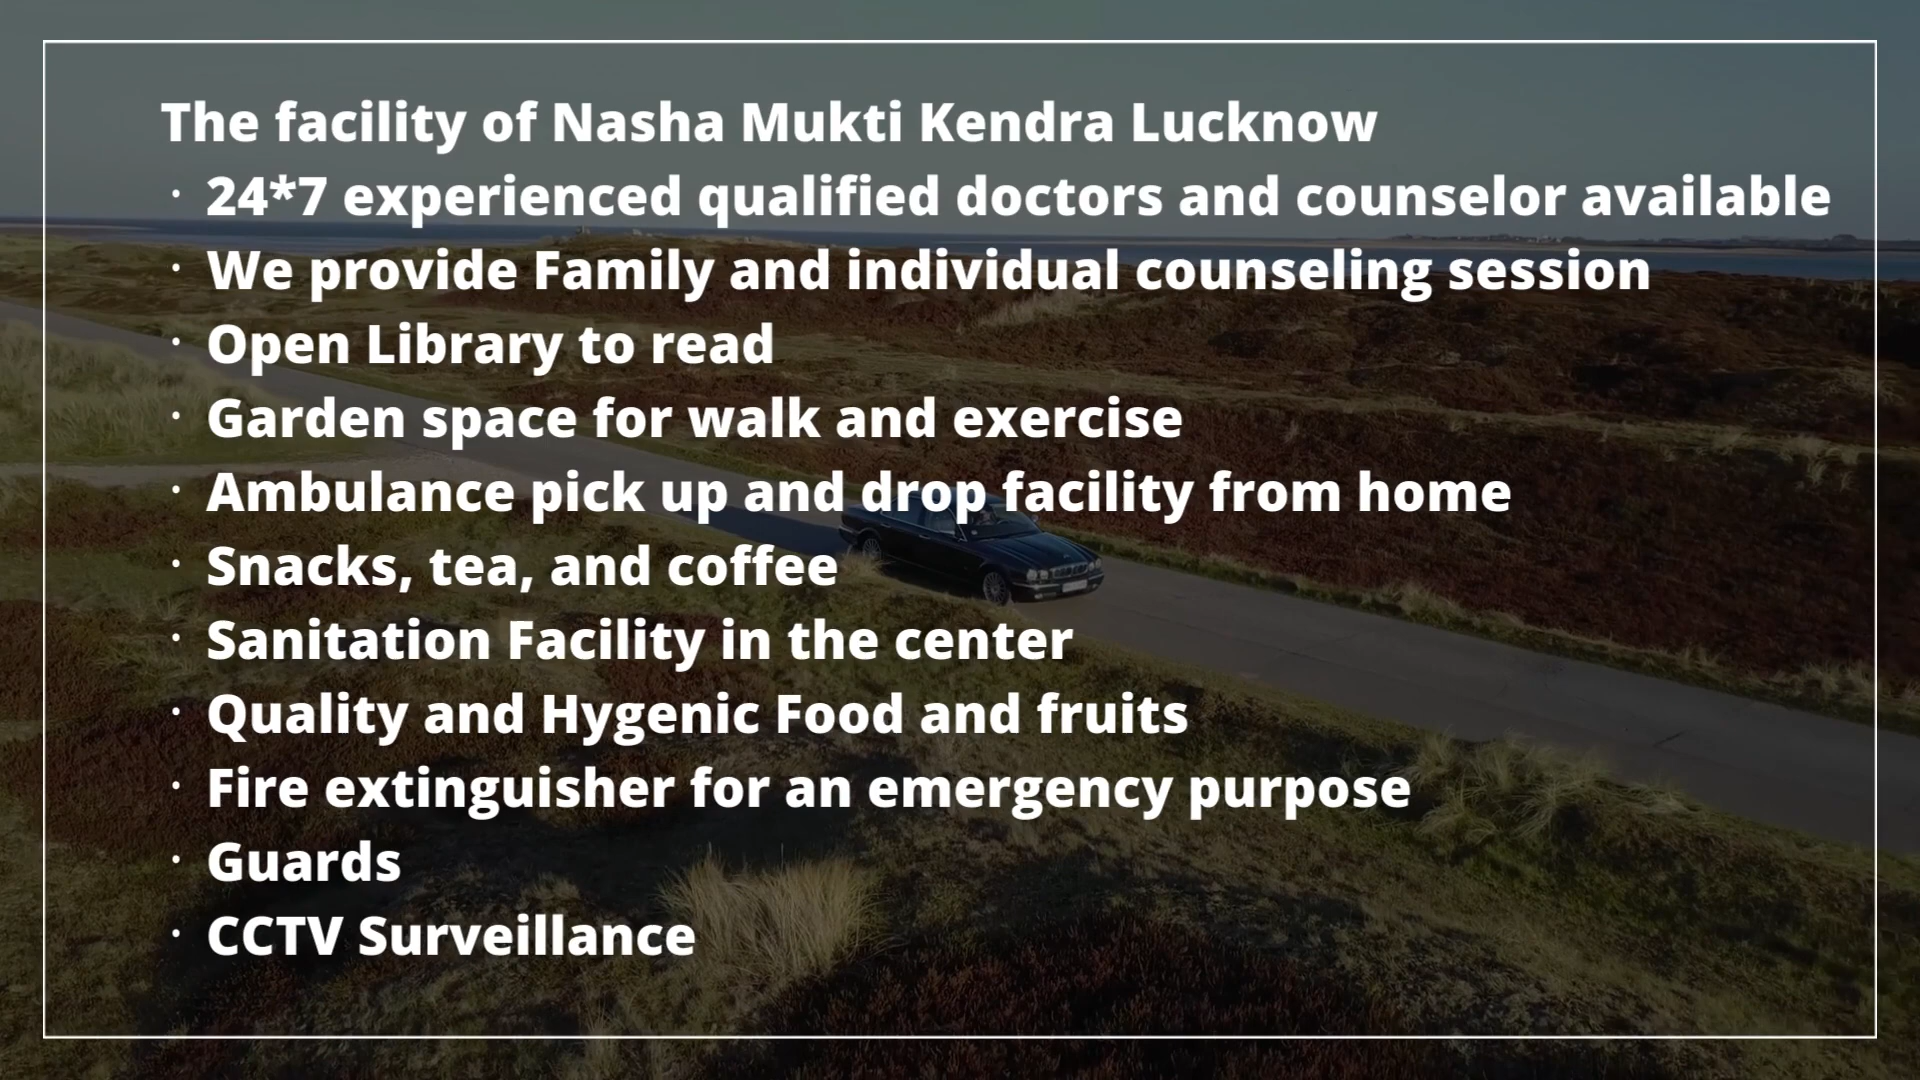 The facility of Nasha Mukti Kendra Lucknow
· 24*7 experienced qualified doctors and counselor available
· We provide Family and individual counseling session
· Open Library to read
· Garden space for walk and exercise
· Ambulance pick up and drop facility from home
· Snacks, tea, and coffee
· Sanitation Facility in the center
· Quality and Hygenic Food and fruits
· Fire extinguisher for an emergency purpose
· Guards
· CCTV Surveillance